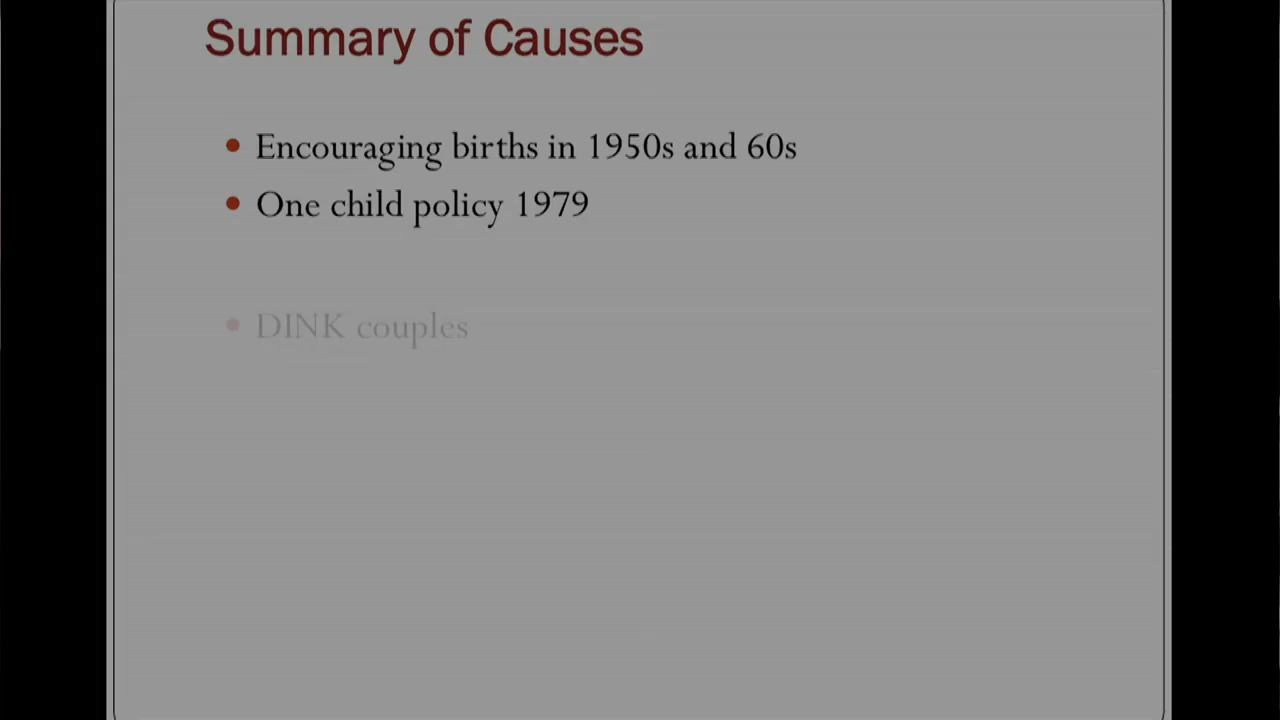 Summary of Causes
• Encouraging births in 1950s and 60s
• One child policy 1979
• DINK couples